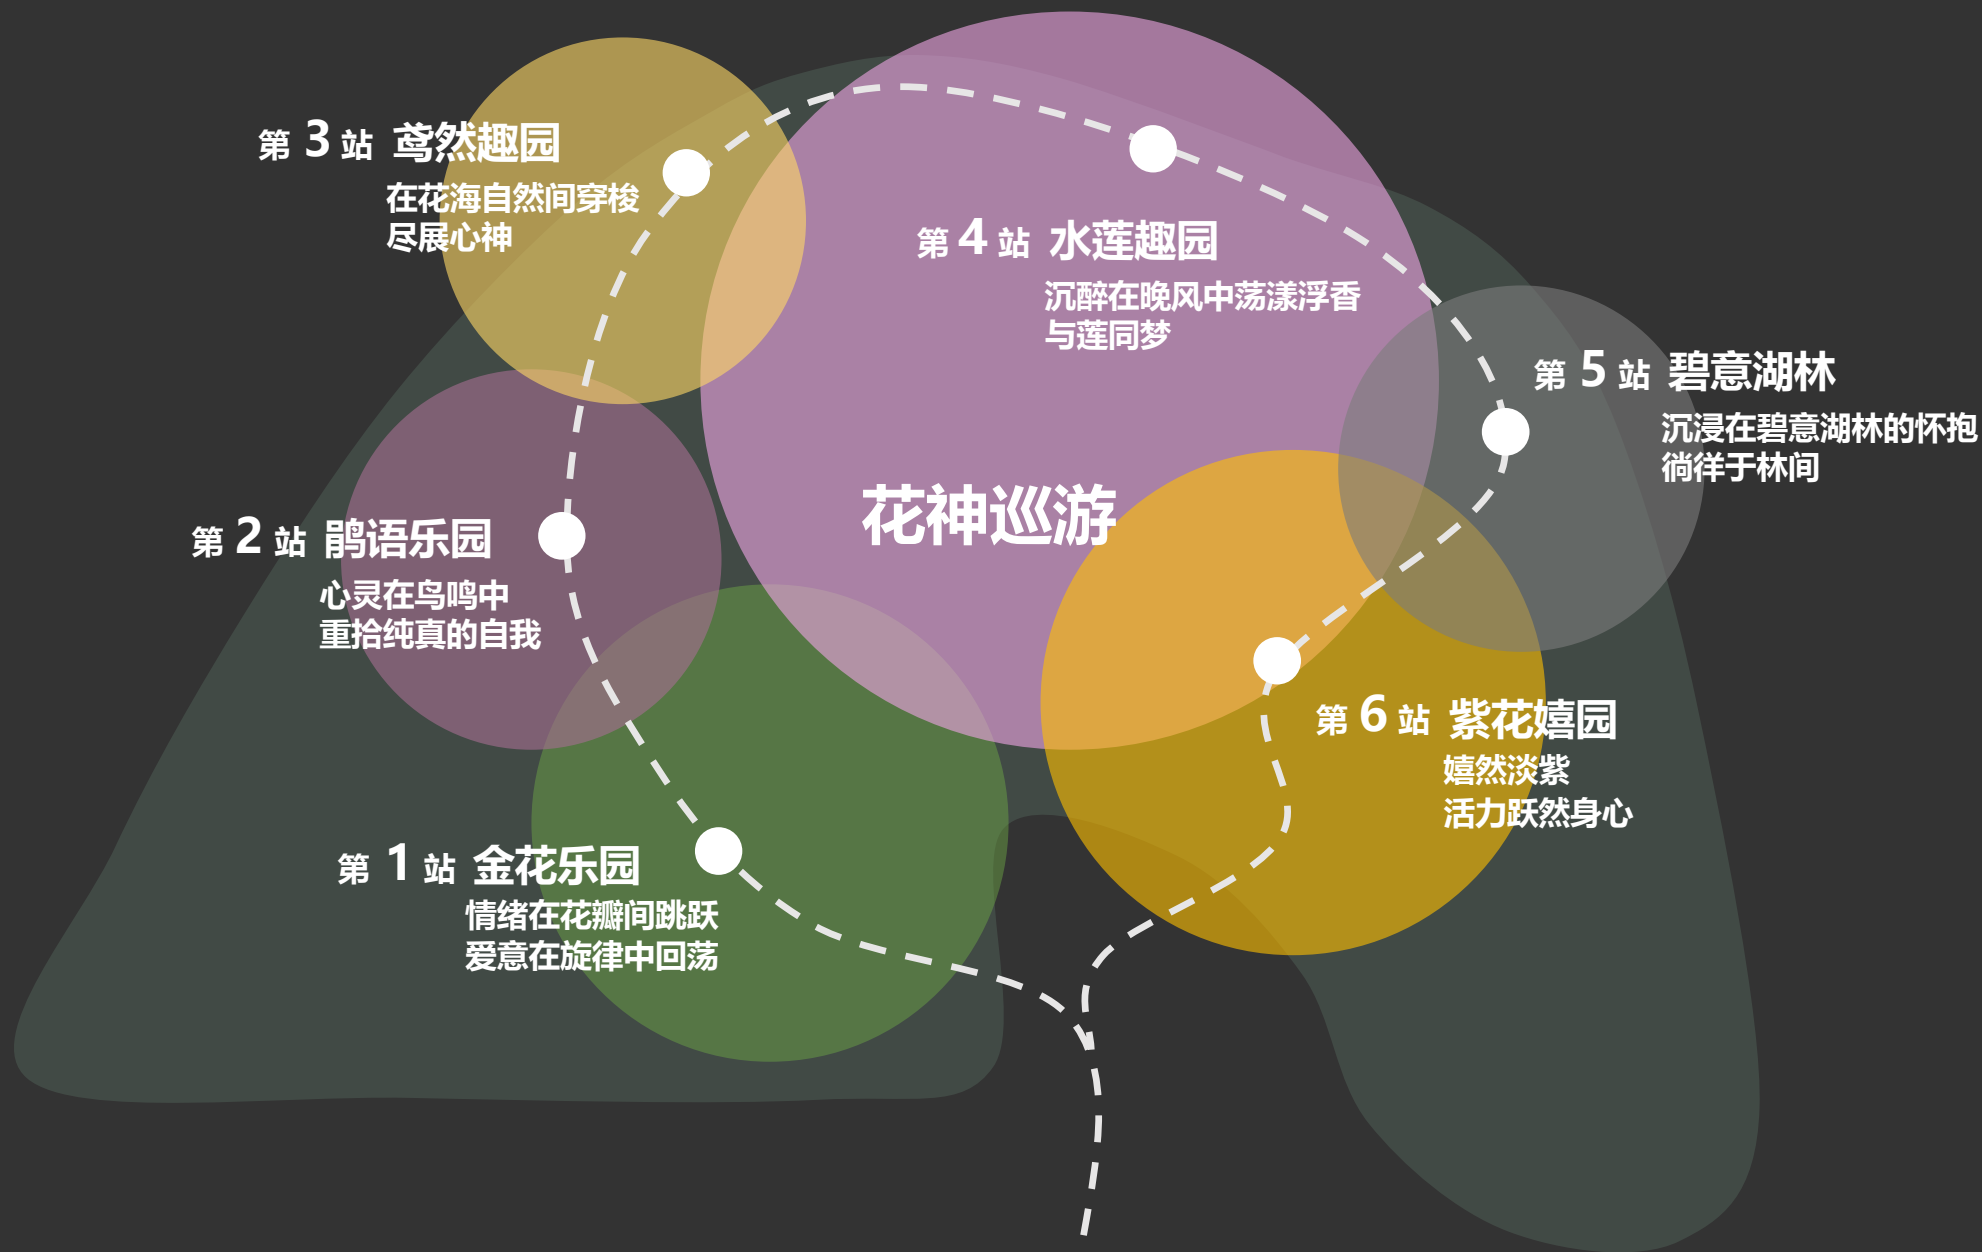 第 3 站 鸢然趣园
在花海自然间穿梭
尽展心神
第 4 站 水莲趣园
沉醉在晚风中荡漾浮香
与莲同梦
第 5 站 碧意湖林
沉浸在碧意湖林的怀抱
徜徉于林间
花神巡游
第 2 站 鹃语乐园
心灵在鸟鸣中
重拾纯真的自我
第 6 站 紫花嬉园
嬉然淡紫
活力跃然身心
第 1 站 金花乐园
情绪在花瓣间跳跃
爱意在旋律中回荡